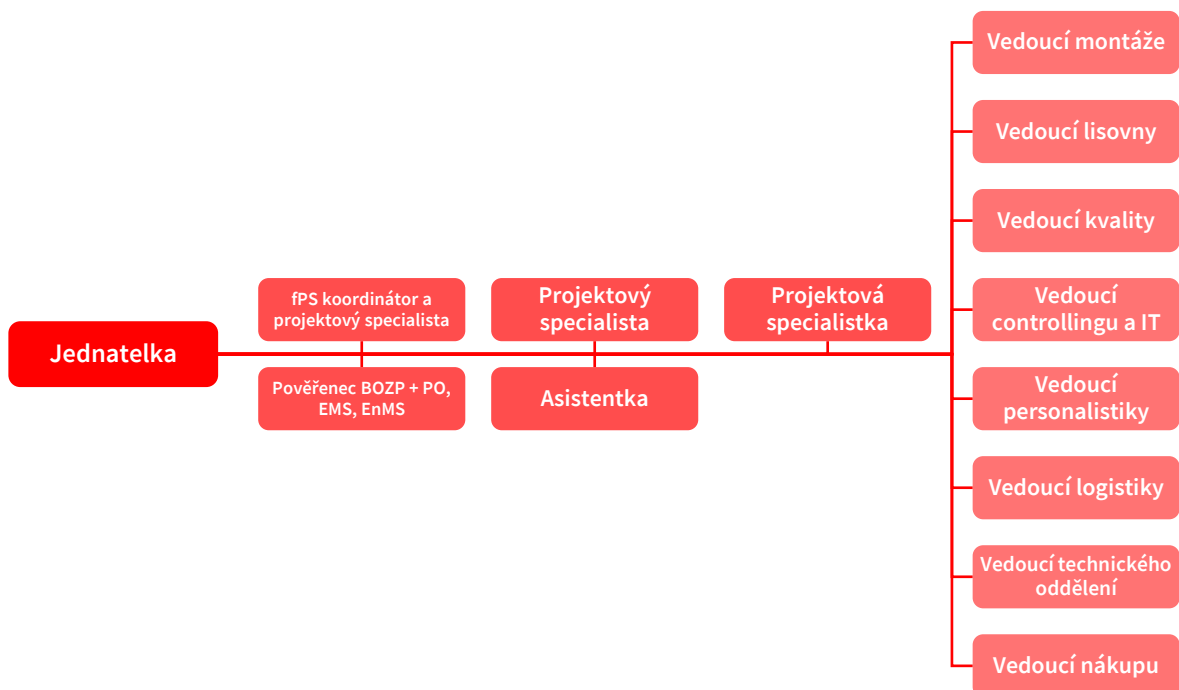 Jednatelka
fPS koordinátor a
projektový specialista
Pověřenec BOZP + PO,
EMS, EnMS
Projektový
specialista
Asistentka
Projektová
specialistka
Vedoucí montáže
Vedoucí lisovny
Vedoucí kvality
Vedoucí
controllingu a IT
Vedoucí
personalistiky
Vedoucí logistiky
Vedoucí technického
oddělení
Vedoucí nákupu